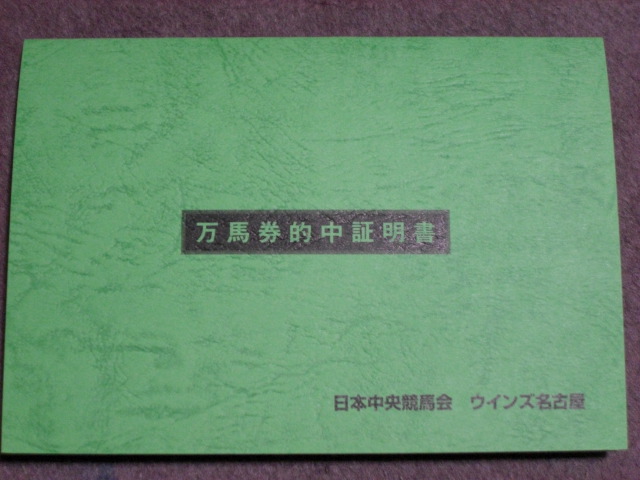 万馬券的中証明書
日本中央競馬会　ウインズ名古屋